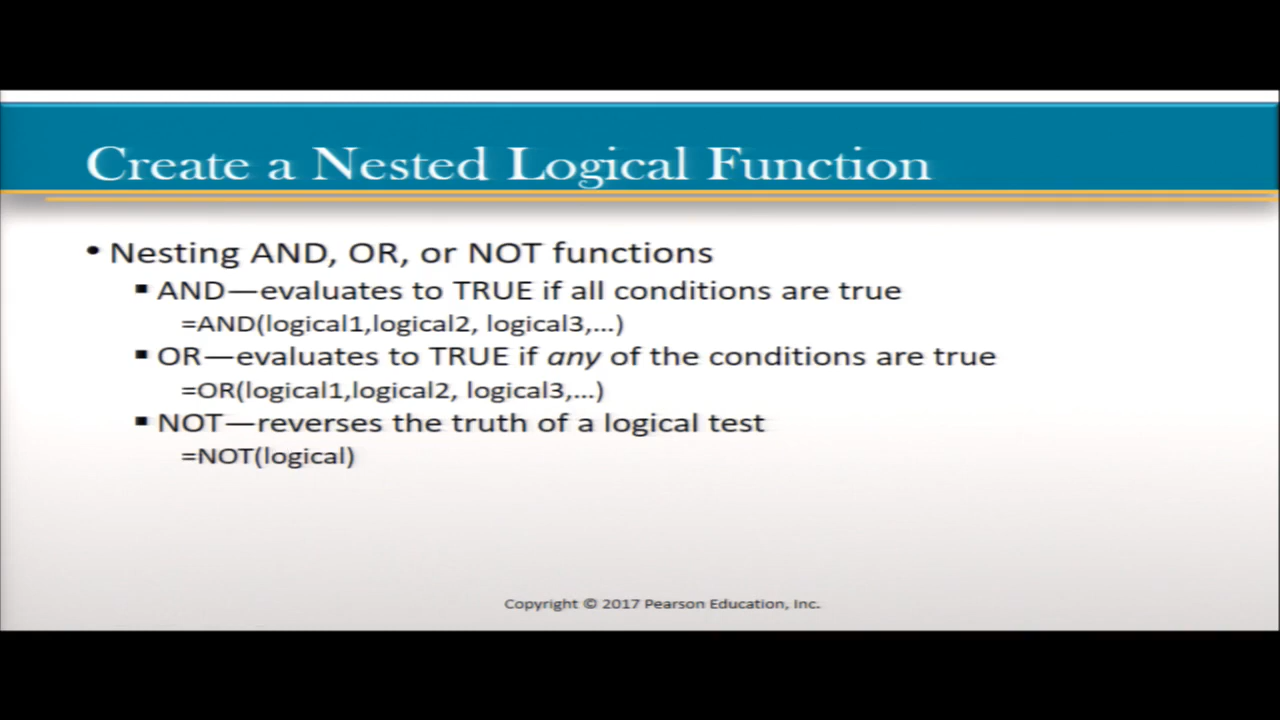 Create a Nested Logical Function
• Nesting AND, OR, or NOT functions
▪ AND—evaluates to TRUE if all conditions are true
=AND(logical1,logical2, logical3,...)
▪ OR—evaluates to TRUE if any of the conditions are true
=OR(logical1,logical2, logical3,...)
▪ NOT—reverses the truth of a logical test
=NOT(logical)
Copyright © 2017 Pearson Education, Inc.